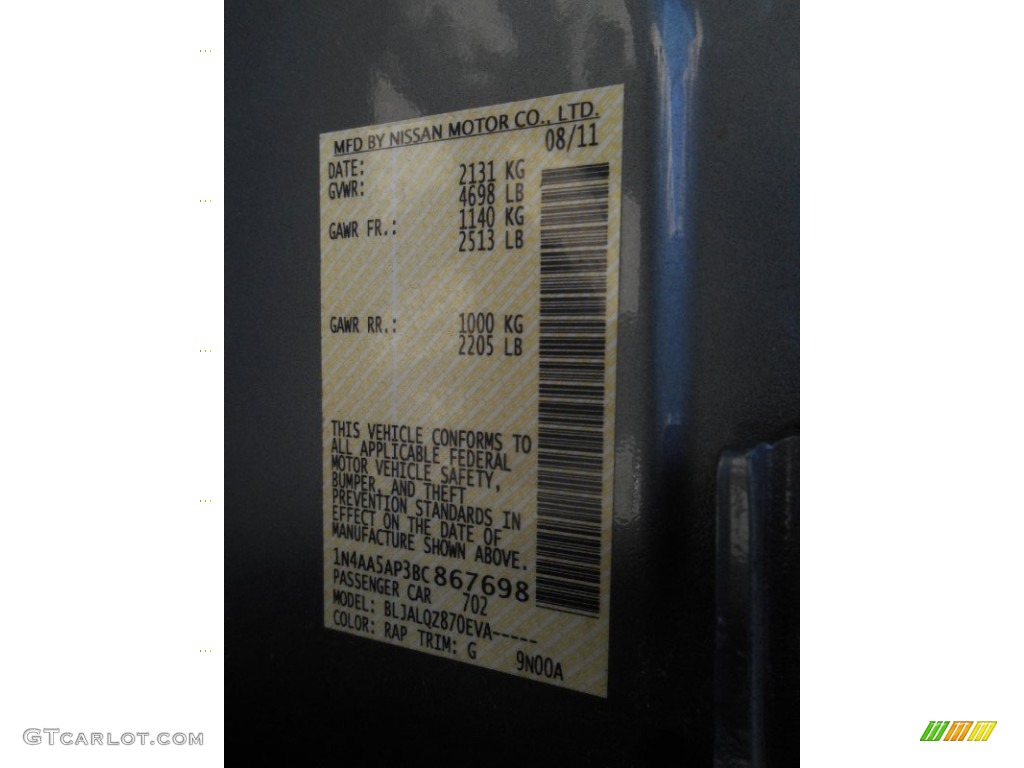 MFD BY NISSAN MOTOR CO., LTD.
DATE: 08/11
GVWR: 2131 KG
4698 LB
GAWR FR.: 1140 KG
2513 LB
GAWR RR.: 1000 KG
2205 LB
THIS VEHICLE CONFORMS TO
ALL APPLICABLE FEDERAL
MOTOR VEHICLE SAFETY,
BUMPER, AND THEFT
PREVENTION STANDARDS IN
EFFECT ON THE DATE OF
MANUFACTURE SHOWN ABOVE.
1N4AA5AP3BC867698
PASSENGER CAR 702
MODEL: BLJALQZ870EVA-----
COLOR: RAP TRIM: G 9N00A
GTCARLOT.COM